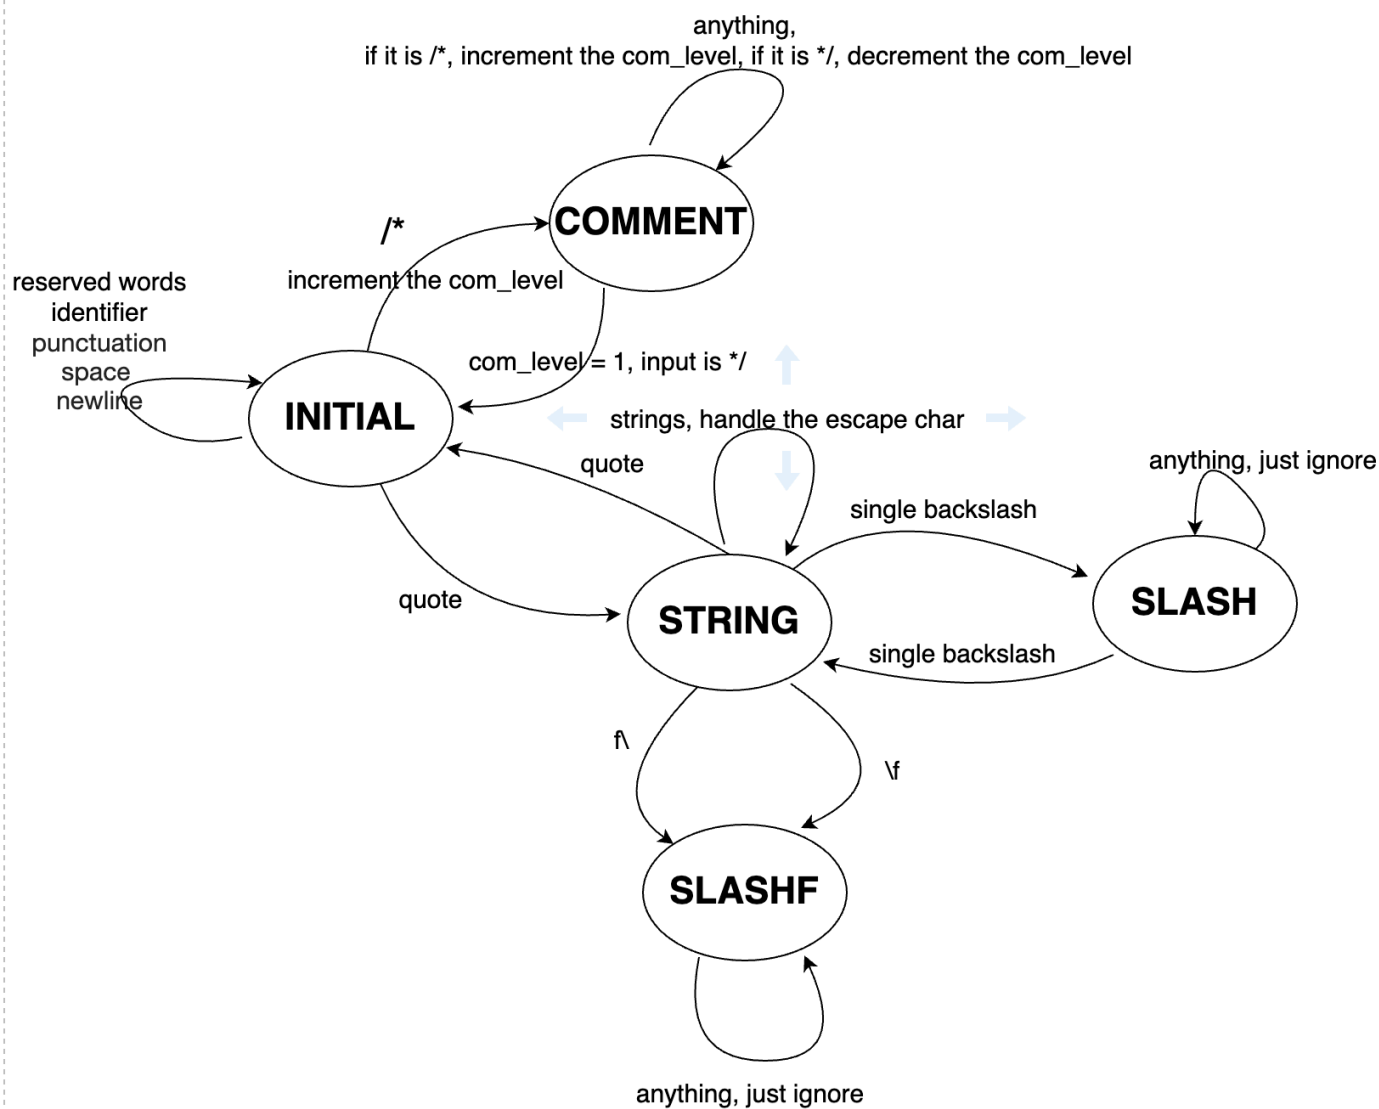 anything,
if it is /*, increment the com_level, if it is */, decrement the com_level
COMMENT
/*
increment the com_level
reserved words
identifier
punctuation
space
newline
com_level = 1, input is */
INITIAL
strings, handle the escape char
quote
anything, just ignore
single backslash
quote
STRING
SLASH
single backslash
f\
\f
SLASHF
anything, just ignore